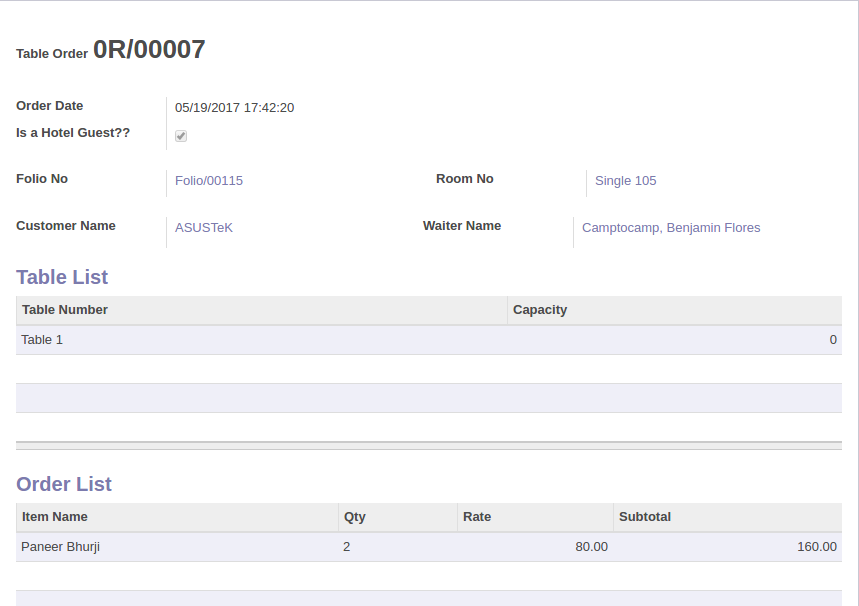 Table Order 0R/00007
Order Date 05/19/2017 17:42:20
Is a Hotel Guest??
Folio No Folio/00115 Room No Single 105
Customer Name ASUSTeK Waiter Name Camptocamp, Benjamin Flores
Table List
Table Number Capacity
Table 1 0
Order List
Item Name Qty Rate Subtotal
Paneer Bhurji 2 80.00 160.00